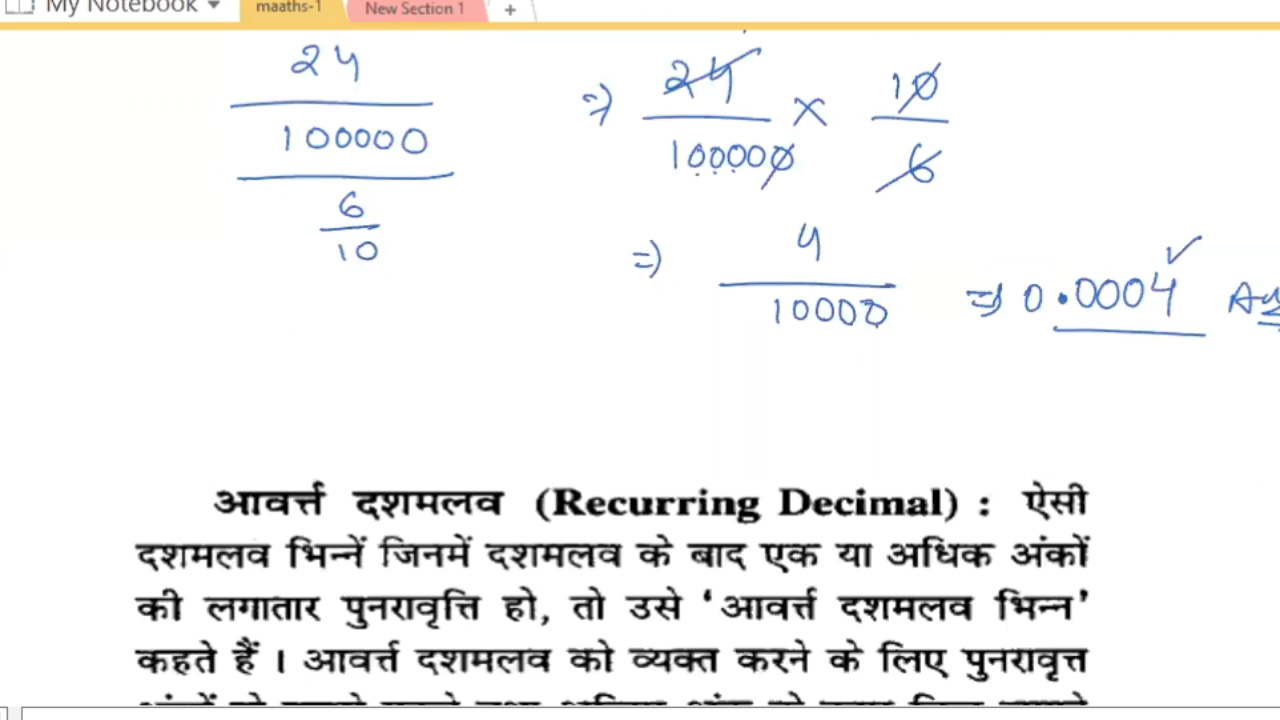 My Notebook
maaths-1 New Section 1 +
24
100000
6
10
=> 24 × 10
100000 6
=> 4
10000 => 0.0004 Ans
आवर्त्त दशमलव (Recurring Decimal) : ऐसी
दशमलव भिन्नें जिनमें दशमलव के बाद एक या अधिक अंकों
की लगातार पुनरावृत्ति हो, तो उसे ‘आवर्त्त दशमलव भिन्न’
कहते हैं । आवर्त्त दशमलव को व्यक्त करने के लिए पुनरावृत्त